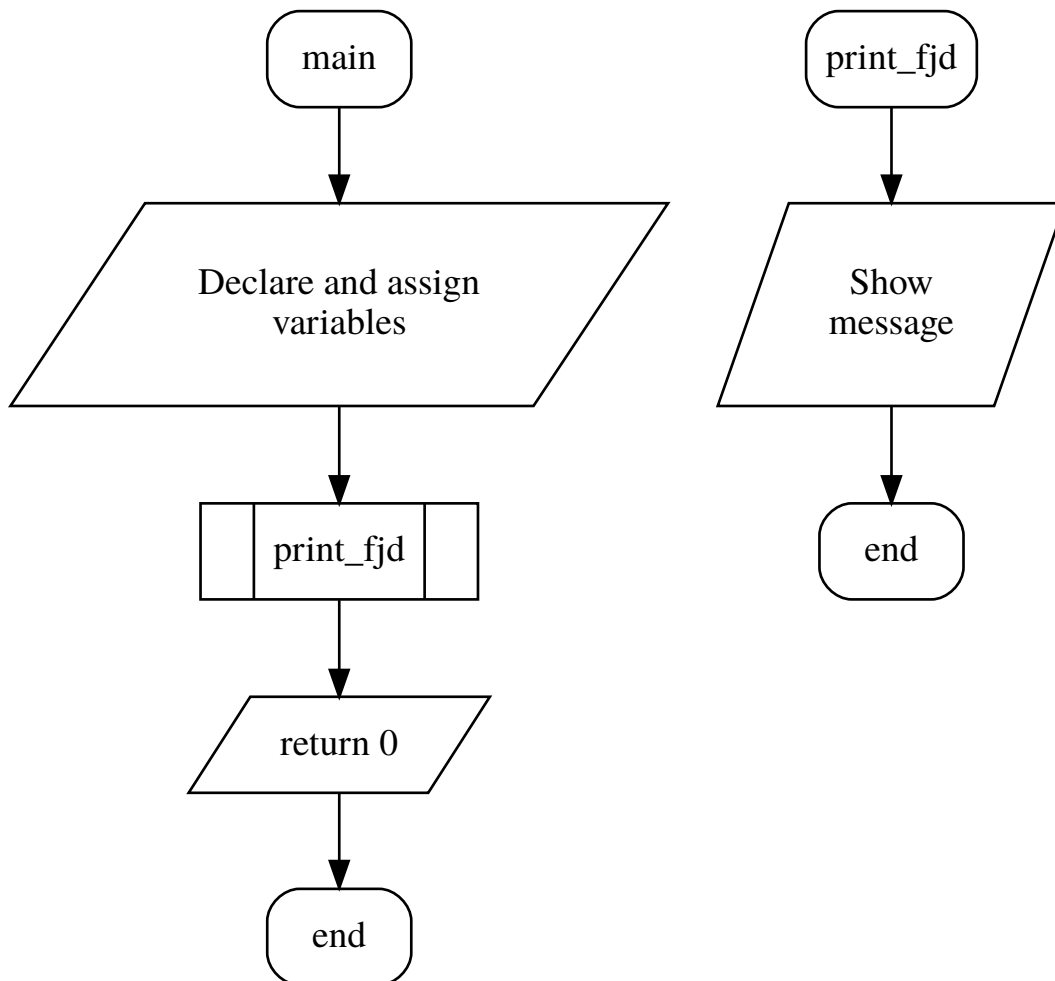 main
Declare and assign
variables
print_fjd
return 0
end
print_fjd
Show
message
end